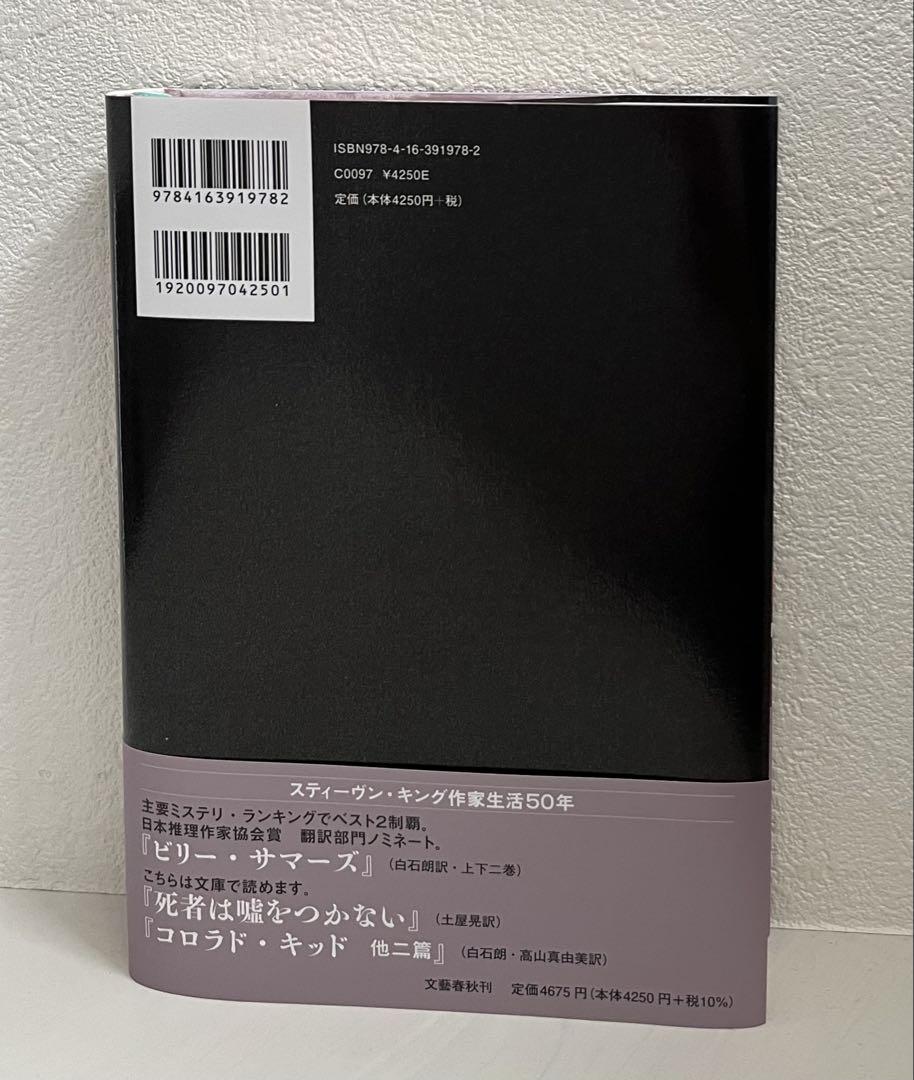 ISBN978-4-16-391978-2
C0097 ¥4250E
定価(本体4250円+税)
9784163919782
1920097042501
スティーヴン・キング作家生活50年
主要ミステリ・ランキングでベスト2制覇。
日本推理作家協会賞 翻訳部門ノミネート。
『ビリー・サマーズ』(白石朗訳・上下二巻)
こちらは文庫で読めます。
『死者は嘘をつかない』(土屋晃訳)
『コロラド・キッド 他二篇』(白石朗・高山真由美訳)
文藝春秋刊 定価4675円(本体4250円+税10%)